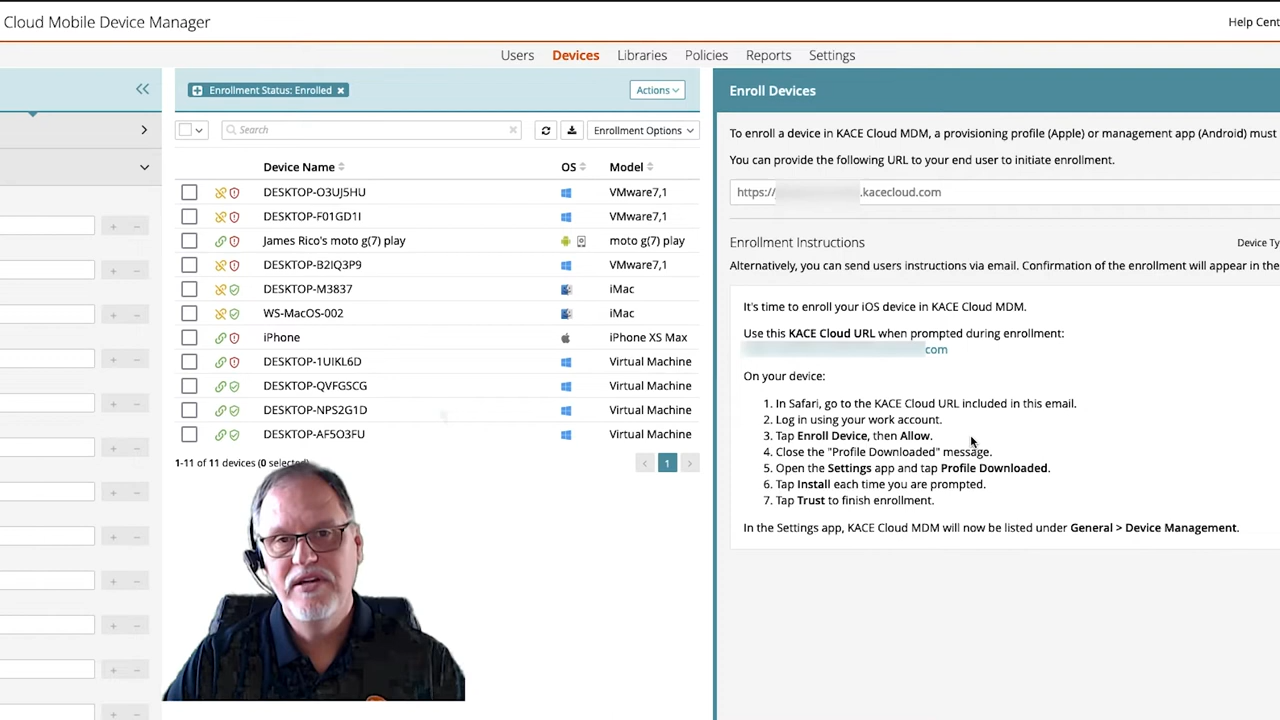 Cloud Mobile Device Manager
Help Cent
Users Devices Libraries Policies Reports Settings
Enrollment Status: Enrolled
Actions
Search
Enrollment Options
Device Name OS Model
DESKTOP-O3UJ5HU VMware7,1
DESKTOP-F01GD1I VMware7,1
James Rico's moto g(7) play moto g(7) play
DESKTOP-B2IQ3P9 VMware7,1
DESKTOP-M3837 iMac
WS-MacOS-002 iMac
iPhone iPhone XS Max
DESKTOP-1UIKL6D Virtual Machine
DESKTOP-QVFGSCG Virtual Machine
DESKTOP-NPS2G1D Virtual Machine
DESKTOP-AF5O3FU Virtual Machine
1-11 of 11 devices (0 selected
1
Enroll Devices
To enroll a device in KACE Cloud MDM, a provisioning profile (Apple) or management app (Android) must
You can provide the following URL to your end user to initiate enrollment.
https:// .kacecloud.com
Enrollment Instructions
Device Ty
Alternatively, you can send users instructions via email. Confirmation of the enrollment will appear in the
It's time to enroll your iOS device in KACE Cloud MDM.
Use this KACE Cloud URL when prompted during enrollment:
com
On your device:
1. In Safari, go to the KACE Cloud URL included in this email.
2. Log in using your work account.
3. Tap Enroll Device, then Allow.
4. Close the "Profile Downloaded" message.
5. Open the Settings app and tap Profile Downloaded.
6. Tap Install each time you are prompted.
7. Tap Trust to finish enrollment.
In the Settings app, KACE Cloud MDM will now be listed under General > Device Management.